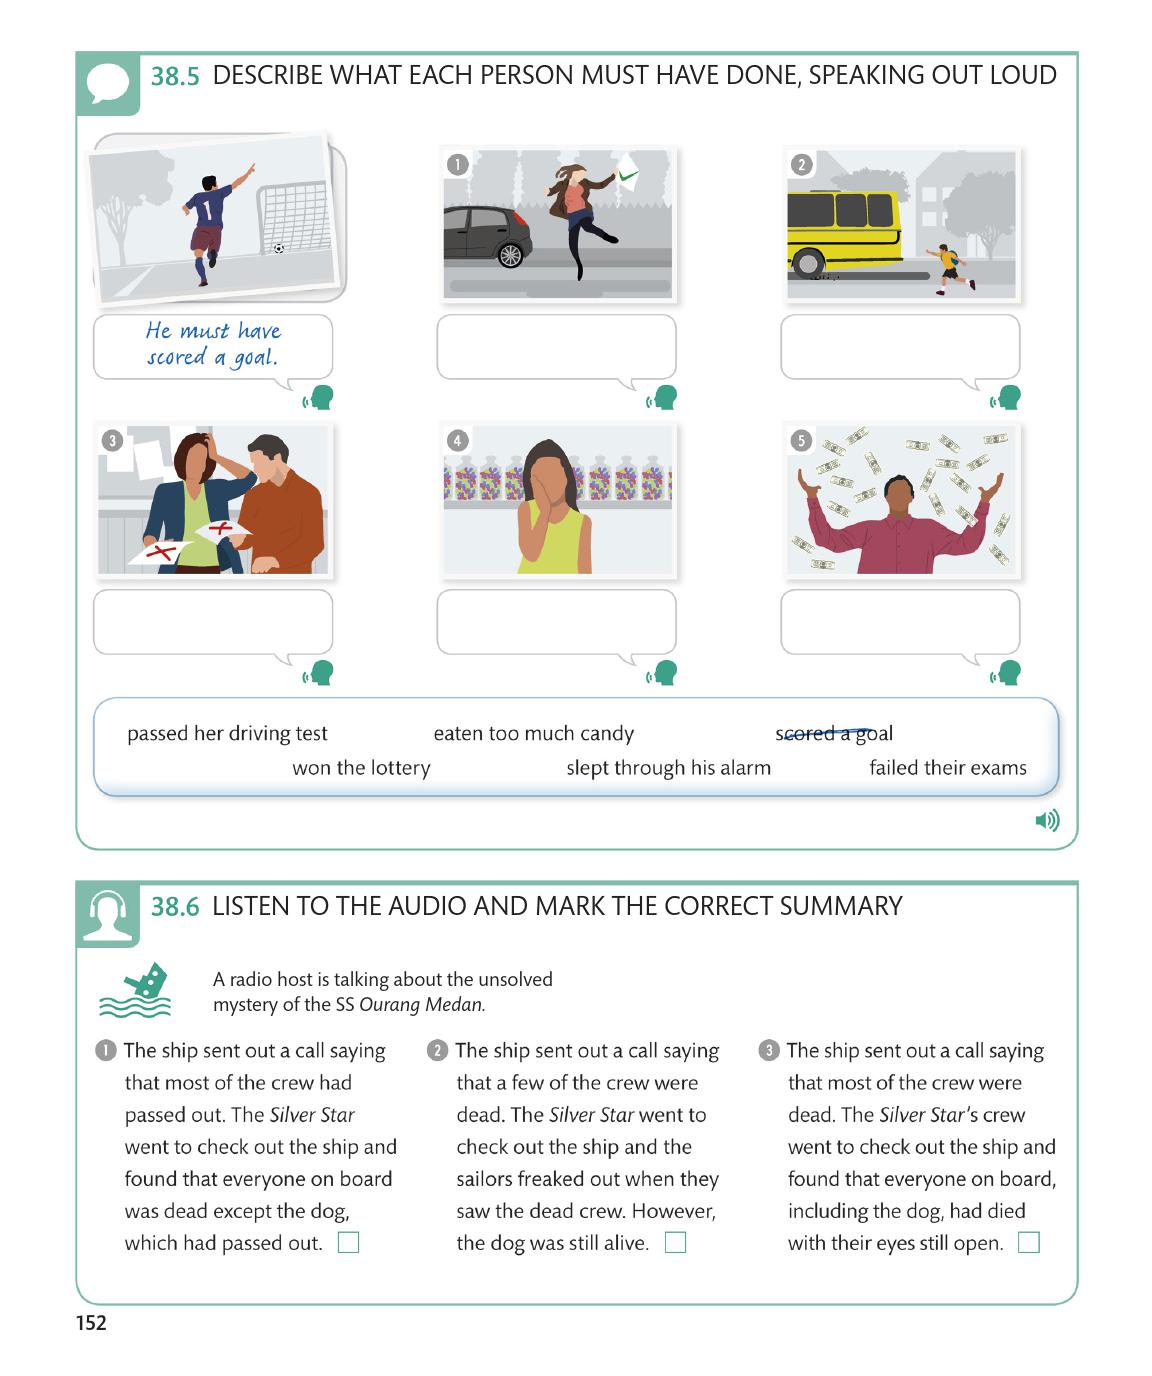 38.5 DESCRIBE WHAT EACH PERSON MUST HAVE DONE, SPEAKING OUT LOUD
1
He must have
scored a goal.
1
2
3
4
5
passed her driving test
eaten too much candy
scored a goal
won the lottery
slept through his alarm
failed their exams
38.6 LISTEN TO THE AUDIO AND MARK THE CORRECT SUMMARY
A radio host is talking about the unsolved
mystery of the SS Ourang Medan.
1 The ship sent out a call saying
that most of the crew had
passed out. The Silver Star
went to check out the ship and
found that everyone on board
was dead except the dog,
which had passed out.
2 The ship sent out a call saying
that a few of the crew were
dead. The Silver Star went to
check out the ship and the
sailors freaked out when they
saw the dead crew. However,
the dog was still alive.
3 The ship sent out a call saying
that most of the crew were
dead. The Silver Star's crew
went to check out the ship and
found that everyone on board,
including the dog, had died
with their eyes still open.
152